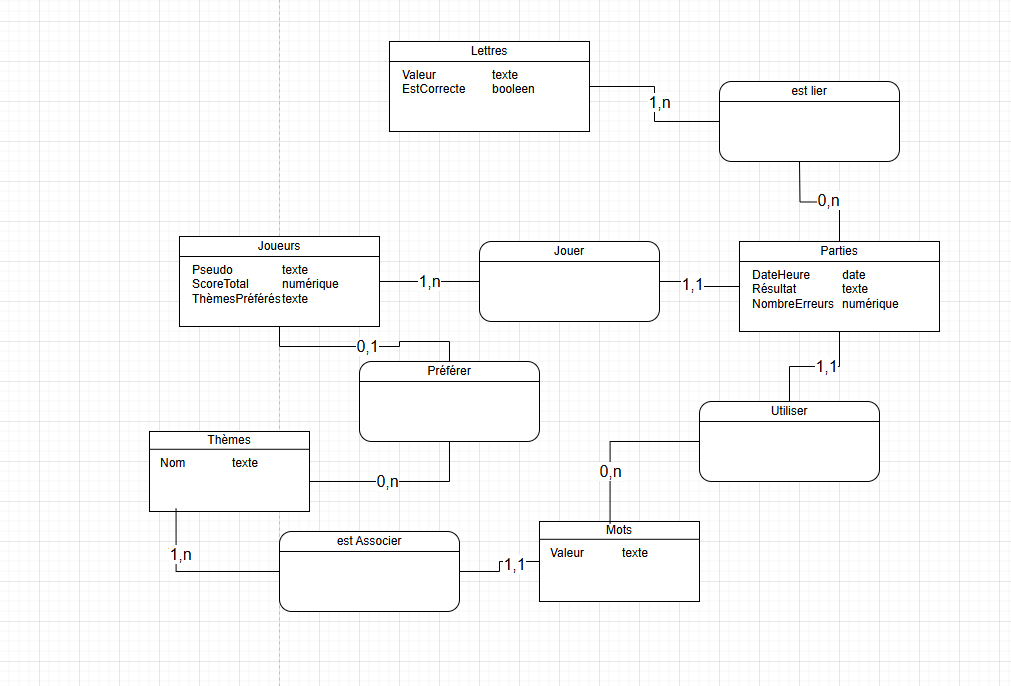 Lettres
Valeur texte
EstCorrecte booleen
1,n
est lier
0,n
Joueurs
Pseudo texte
ScoreTotal numérique
ThèmesPréférés texte
1,n
Jouer
1,1
Parties
DateHeure date
Résultat texte
NombreErreurs numérique
0,1
Préférer
1,1
Utiliser
Thèmes
Nom texte
0,n
0,n
1,n
est Associer
1,1
Mots
Valeur texte